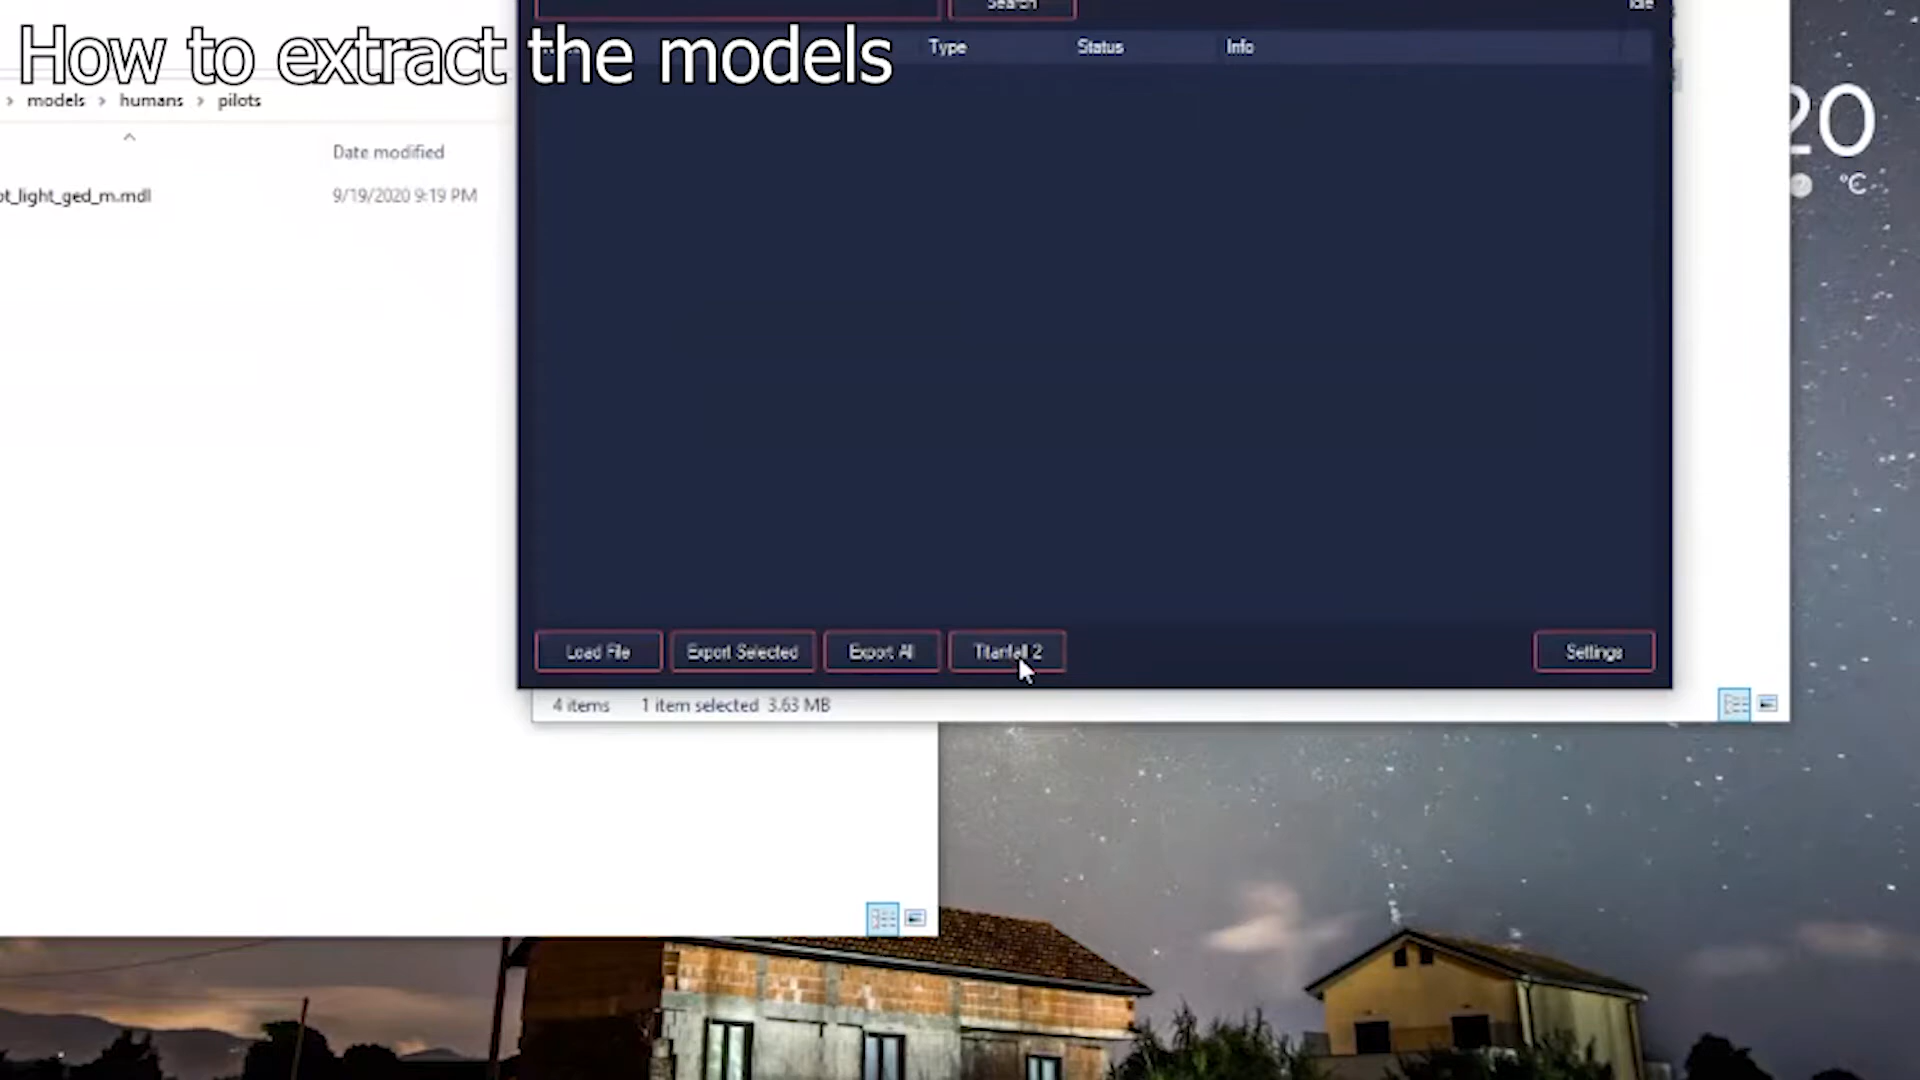 How to extract the models
Search
Idle
Type Status Info
models > humans > pilots
Date modified
ot_light_ged_m.mdl 9/19/2020 9:19 PM
20
°C
Load File Export Selected Export All Titanfall 2 Settings
4 items 1 item selected 3.63 MB